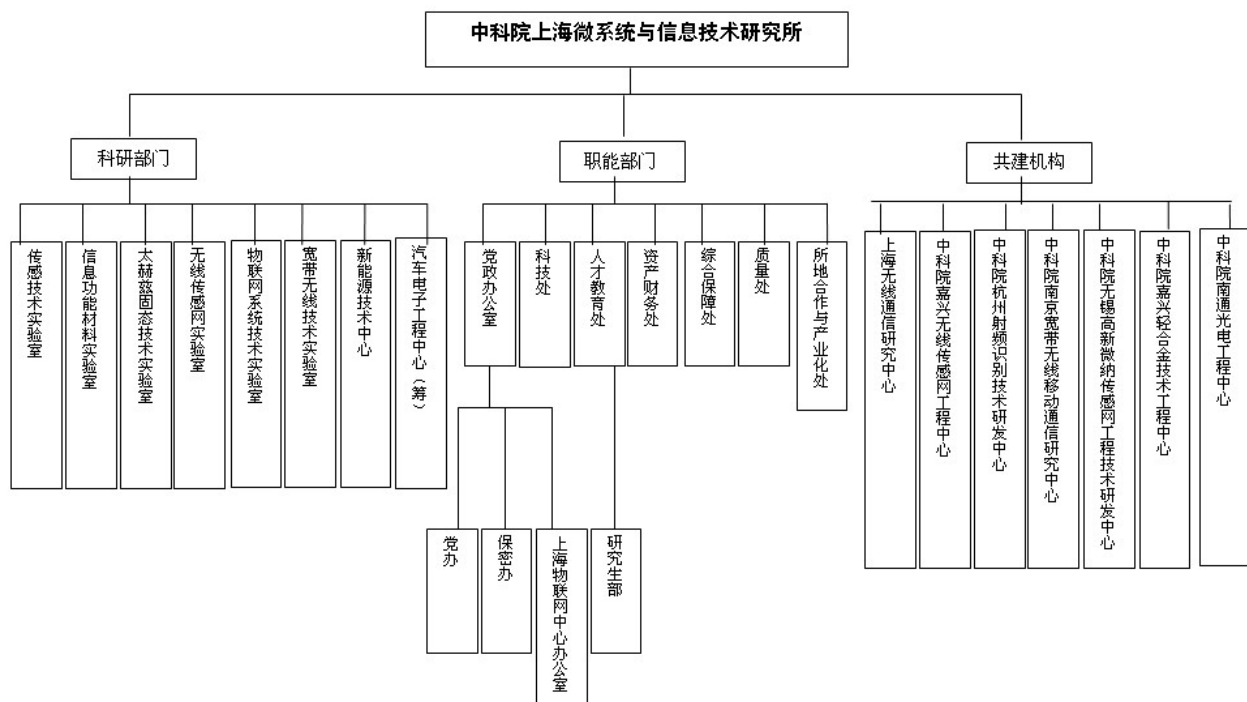 中科院上海微系统与信息技术研究所
科研部门
职能部门
共建机构
传感技术实验室
信息功能材料实验室
太赫兹固态技术实验室
无线传感网实验室
物联网系统技术实验室
宽带无线技术实验室
新能源技术中心
汽车电子工程中心（筹）
党政办公室
科技处
人才教育处
资产财务处
综合保障处
质量处
所地合作与产业化处
上海无线通信研究中心
中科院嘉兴无线传感网工程中心
中科院杭州射频识别技术研发中心
中科院南京宽带无线移动通信研究中心
中科院无锡高新微纳传感网工程技术研发中心
中科院嘉兴轻合金技术工程中心
中科院南通光电工程中心
党办
保密办
上海物联网中心办公室
研究生部